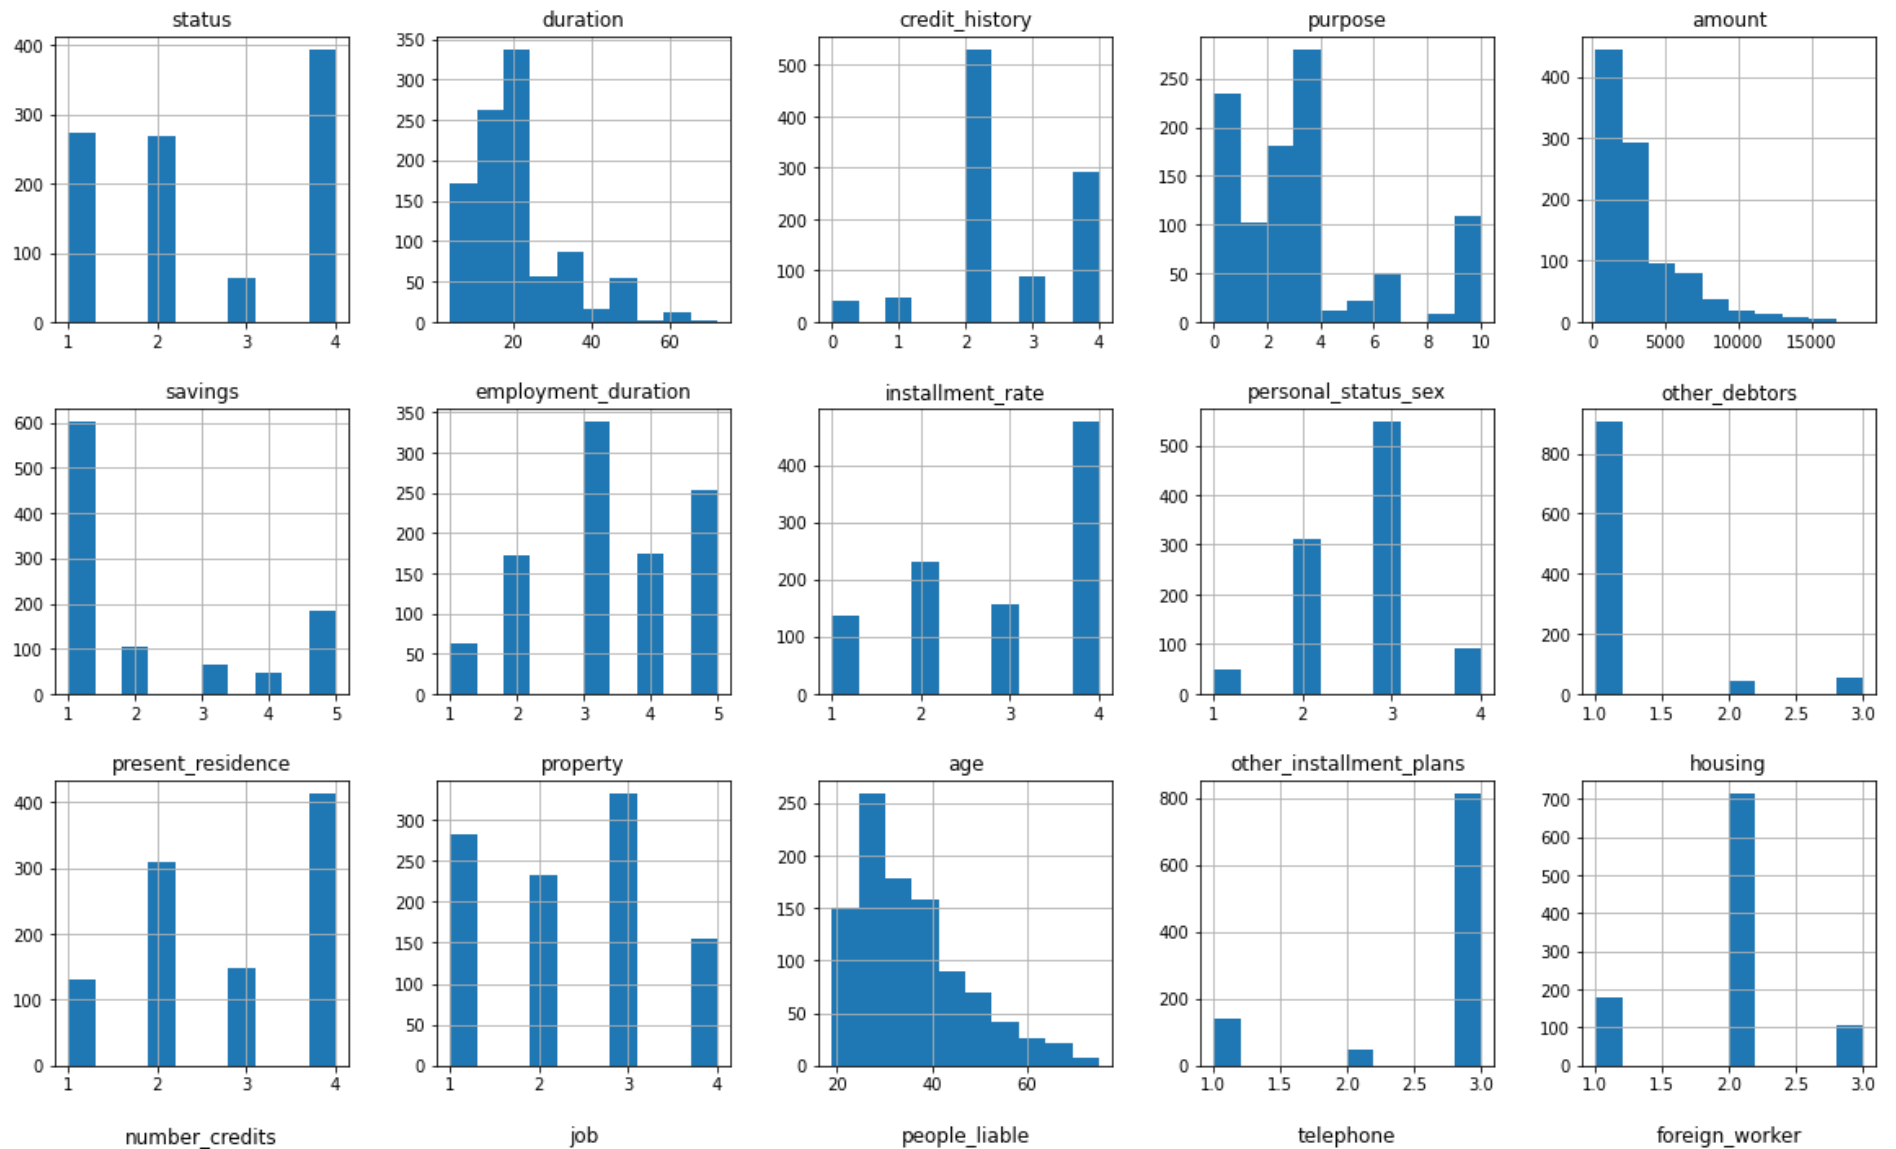 status
400
300
200
100
0
1 2 3 4
duration
350
300
250
200
150
100
50
0
20 40 60
credit_history
500
400
300
200
100
0
0 1 2 3 4
purpose
250
200
150
100
50
0
0 2 4 6 8 10
amount
400
300
200
100
0
0 5000 10000 15000
savings
600
500
400
300
200
100
0
1 2 3 4 5
employment_duration
350
300
250
200
150
100
50
0
1 2 3 4 5
installment_rate
400
300
200
100
0
1 2 3 4
personal_status_sex
500
400
300
200
100
0
1 2 3 4
other_debtors
800
600
400
200
0
1.0 1.5 2.0 2.5 3.0
present_residence
400
300
200
100
0
1 2 3 4
property
300
250
200
150
100
50
0
1 2 3 4
age
250
200
150
100
50
0
20 40 60
other_installment_plans
800
600
400
200
0
1.0 1.5 2.0 2.5 3.0
housing
700
600
500
400
300
200
100
0
1.0 1.5 2.0 2.5 3.0
number_credits
job
people_liable
telephone
foreign_worker